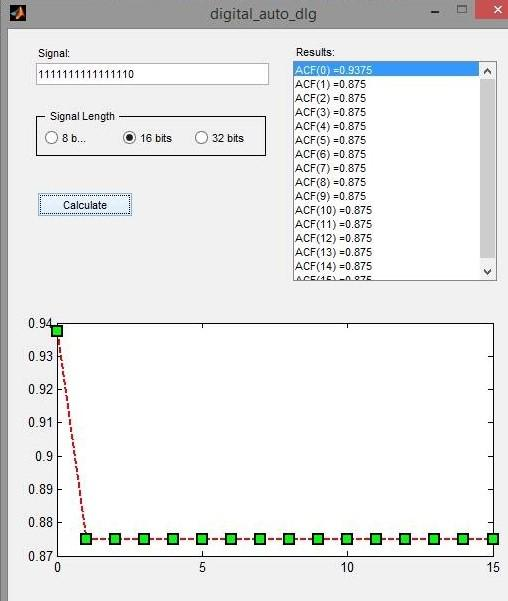 digital_auto_dlg
Signal:
1111111111111110
Signal Length
8 b...
16 bits
32 bits
Calculate
Results:
ACF(0) =0.9375
ACF(1) =0.875
ACF(2) =0.875
ACF(3) =0.875
ACF(4) =0.875
ACF(5) =0.875
ACF(6) =0.875
ACF(7) =0.875
ACF(8) =0.875
ACF(9) =0.875
ACF(10) =0.875
ACF(11) =0.875
ACF(12) =0.875
ACF(13) =0.875
ACF(14) =0.875
ACF(15) =0.875
0.94
0.93
0.92
0.91
0.9
0.89
0.88
0.87
0
5
10
15